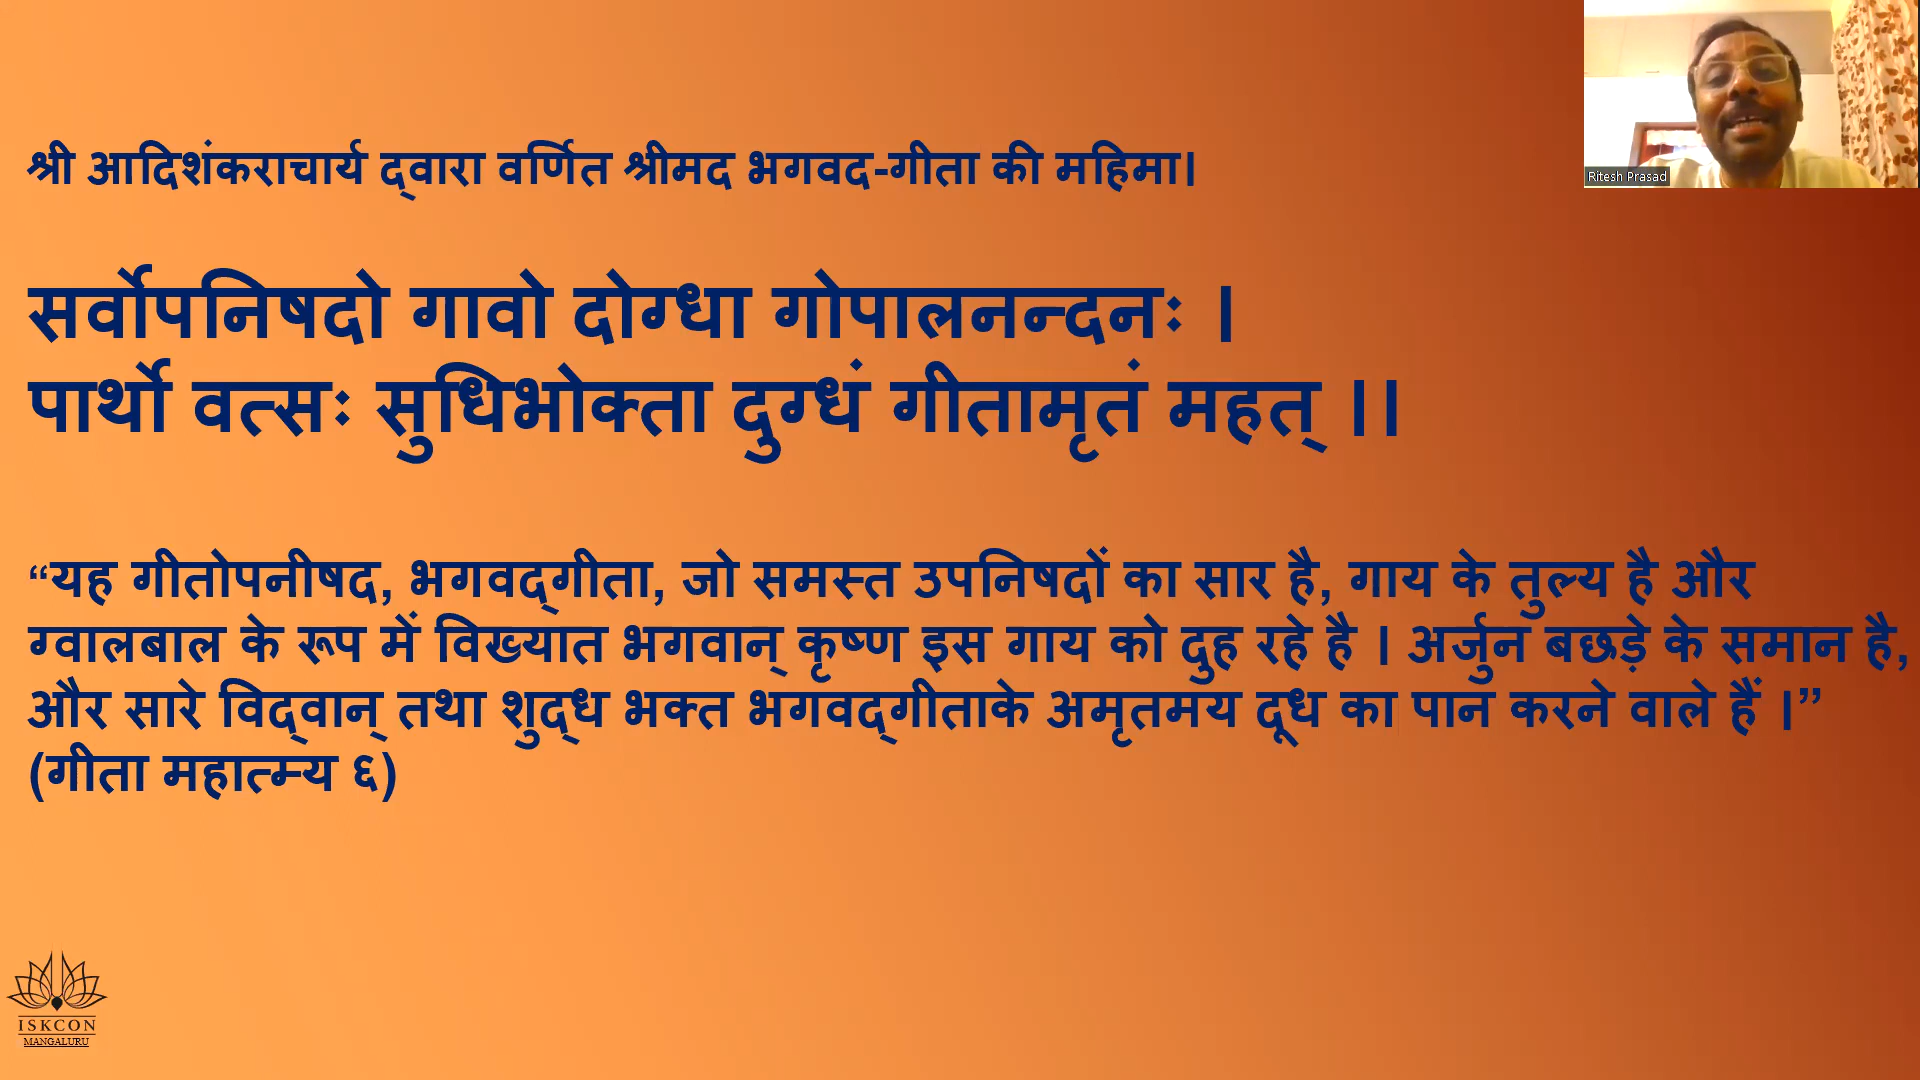 श्री आदिशंकराचार्य द्वारा वर्णित श्रीमद भगवद-गीता की महिमा।
Ritesh Prasad
सर्वोपनिषदो गावो दोग्धा गोपालनन्दनः ।
पार्थो वत्सः सुधिभोक्ता दुग्धं गीतामृतं महत् ।।
“यह गीतोपनीषद, भगवद्गीता, जो समस्त उपनिषदों का सार है, गाय के तुल्य है और
ग्वालबाल के रूप में विख्यात भगवान् कृष्ण इस गाय को दुह रहे है । अर्जुन बछड़े के समान है,
और सारे विद्वान् तथा शुद्ध भक्त भगवद्गीताके अमृतमय दूध का पान करने वाले हैं ।”
(गीता महात्म्य ६)
ISKCON
MANGALURU